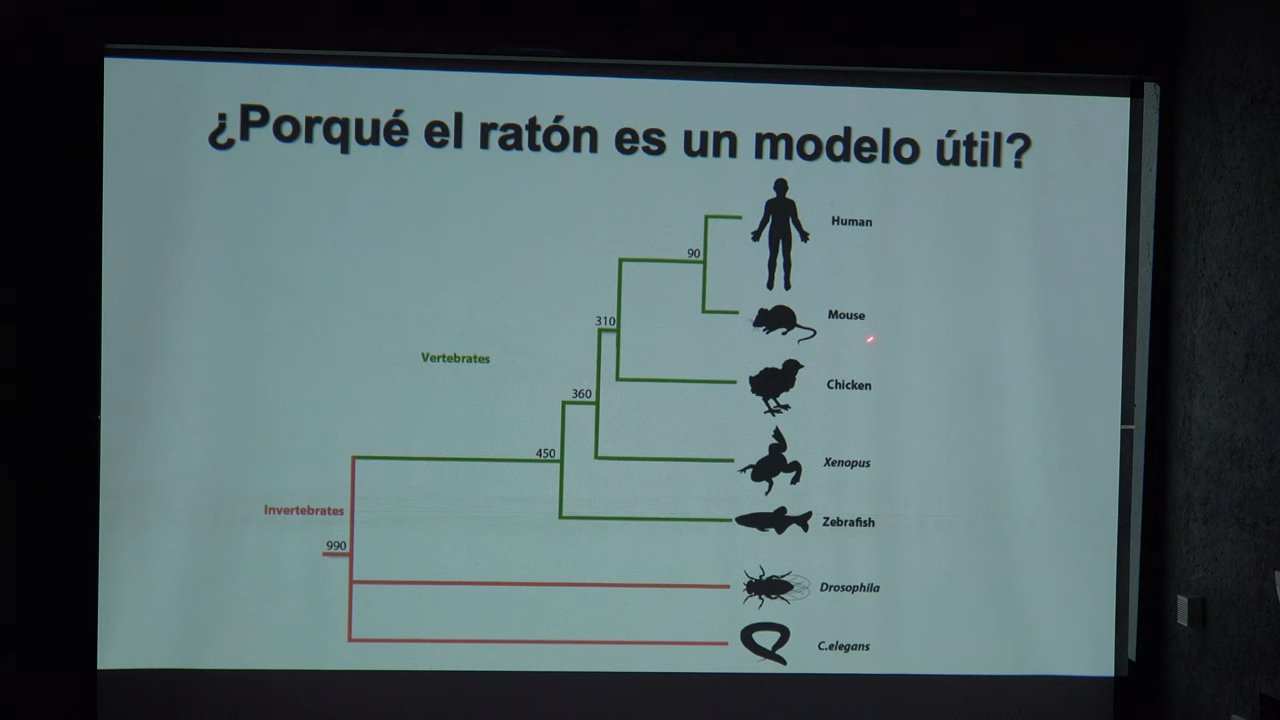 ¿Porqué el ratón es un modelo útil?
Human
90
Mouse
310
Vertebrates
Chicken
360
450
Xenopus
Invertebrates
Zebrafish
990
Drosophila
C.elegans